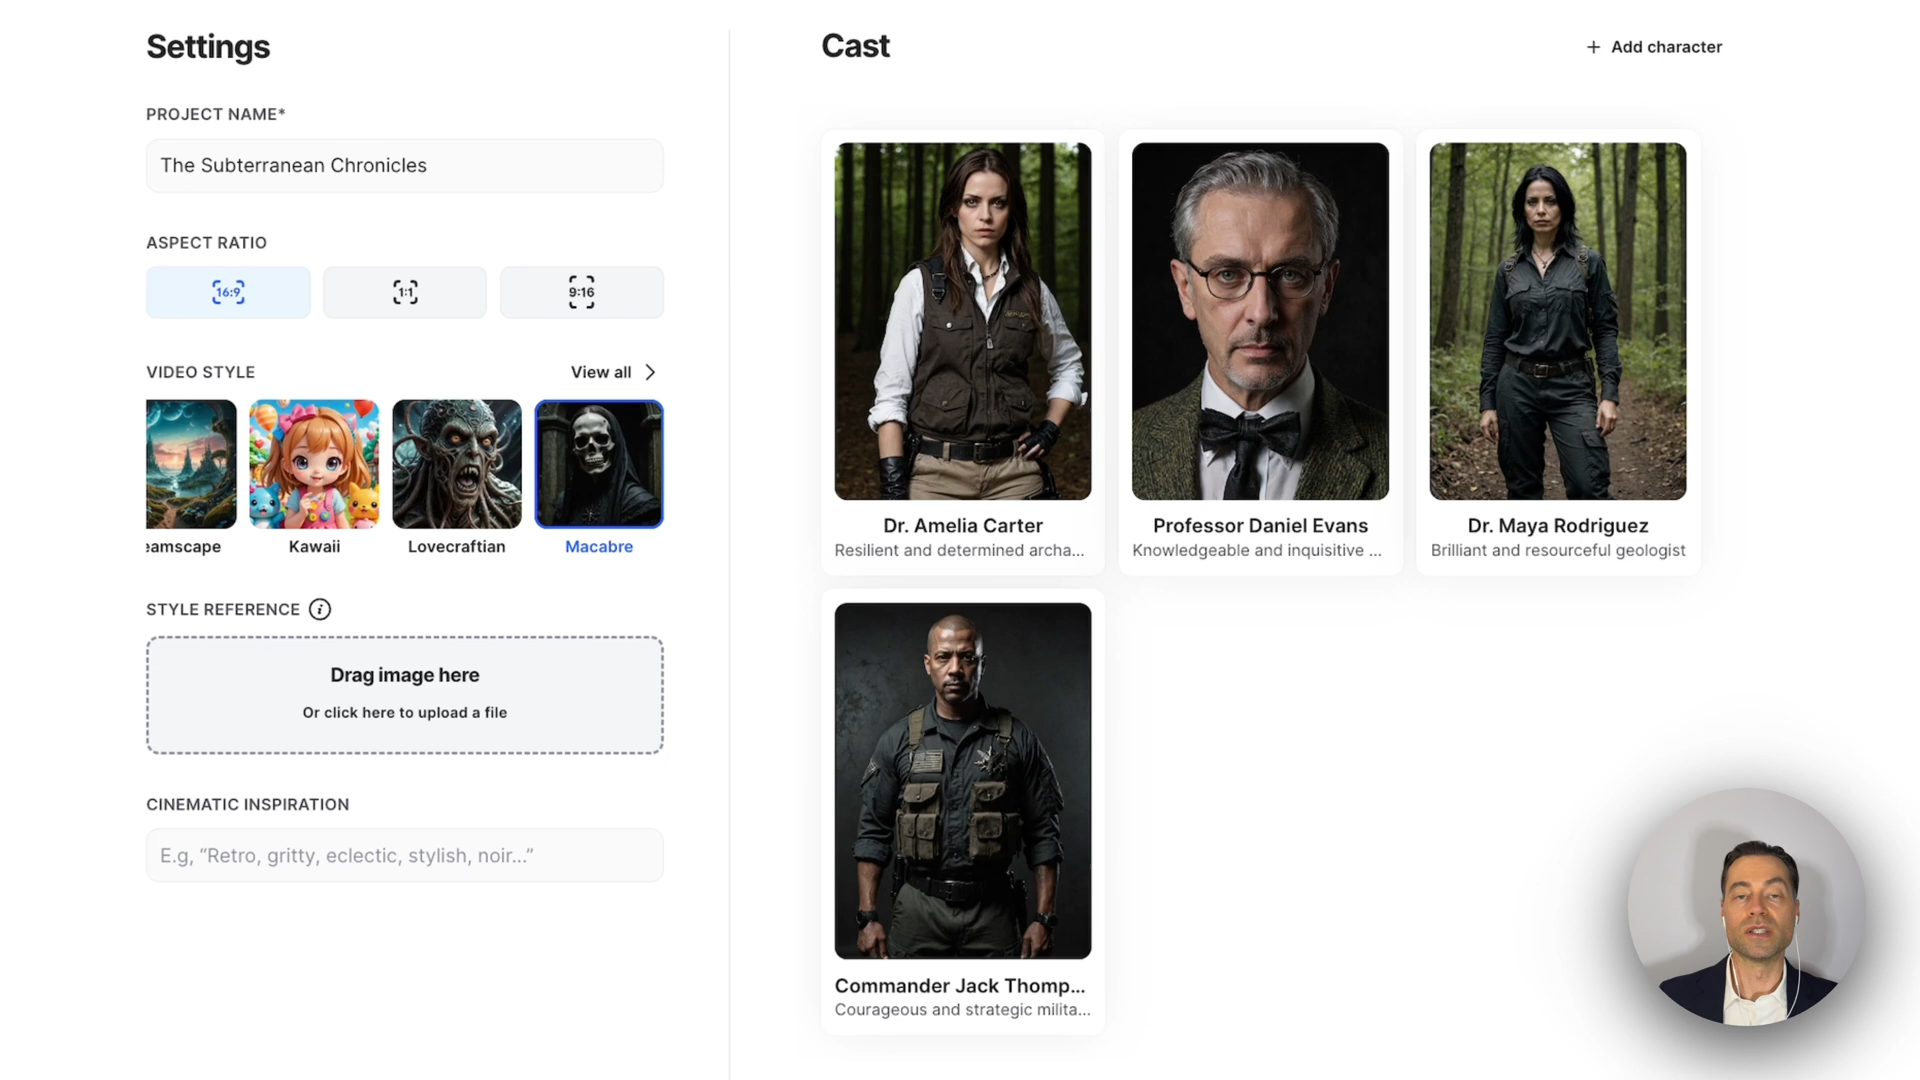 Settings
PROJECT NAME*
The Subterranean Chronicles
ASPECT RATIO
16:9
1:1
9:16
VIDEO STYLE
View all
eamscape
Kawaii
Lovecraftian
Macabre
STYLE REFERENCE
Drag image here
Or click here to upload a file
CINEMATIC INSPIRATION
E.g, “Retro, gritty, eclectic, stylish, noir...”
Cast
+ Add character
Dr. Amelia Carter
Resilient and determined archa...
Professor Daniel Evans
Knowledgeable and inquisitive ...
Dr. Maya Rodriguez
Brilliant and resourceful geologist
Commander Jack Thomp...
Courageous and strategic milita...